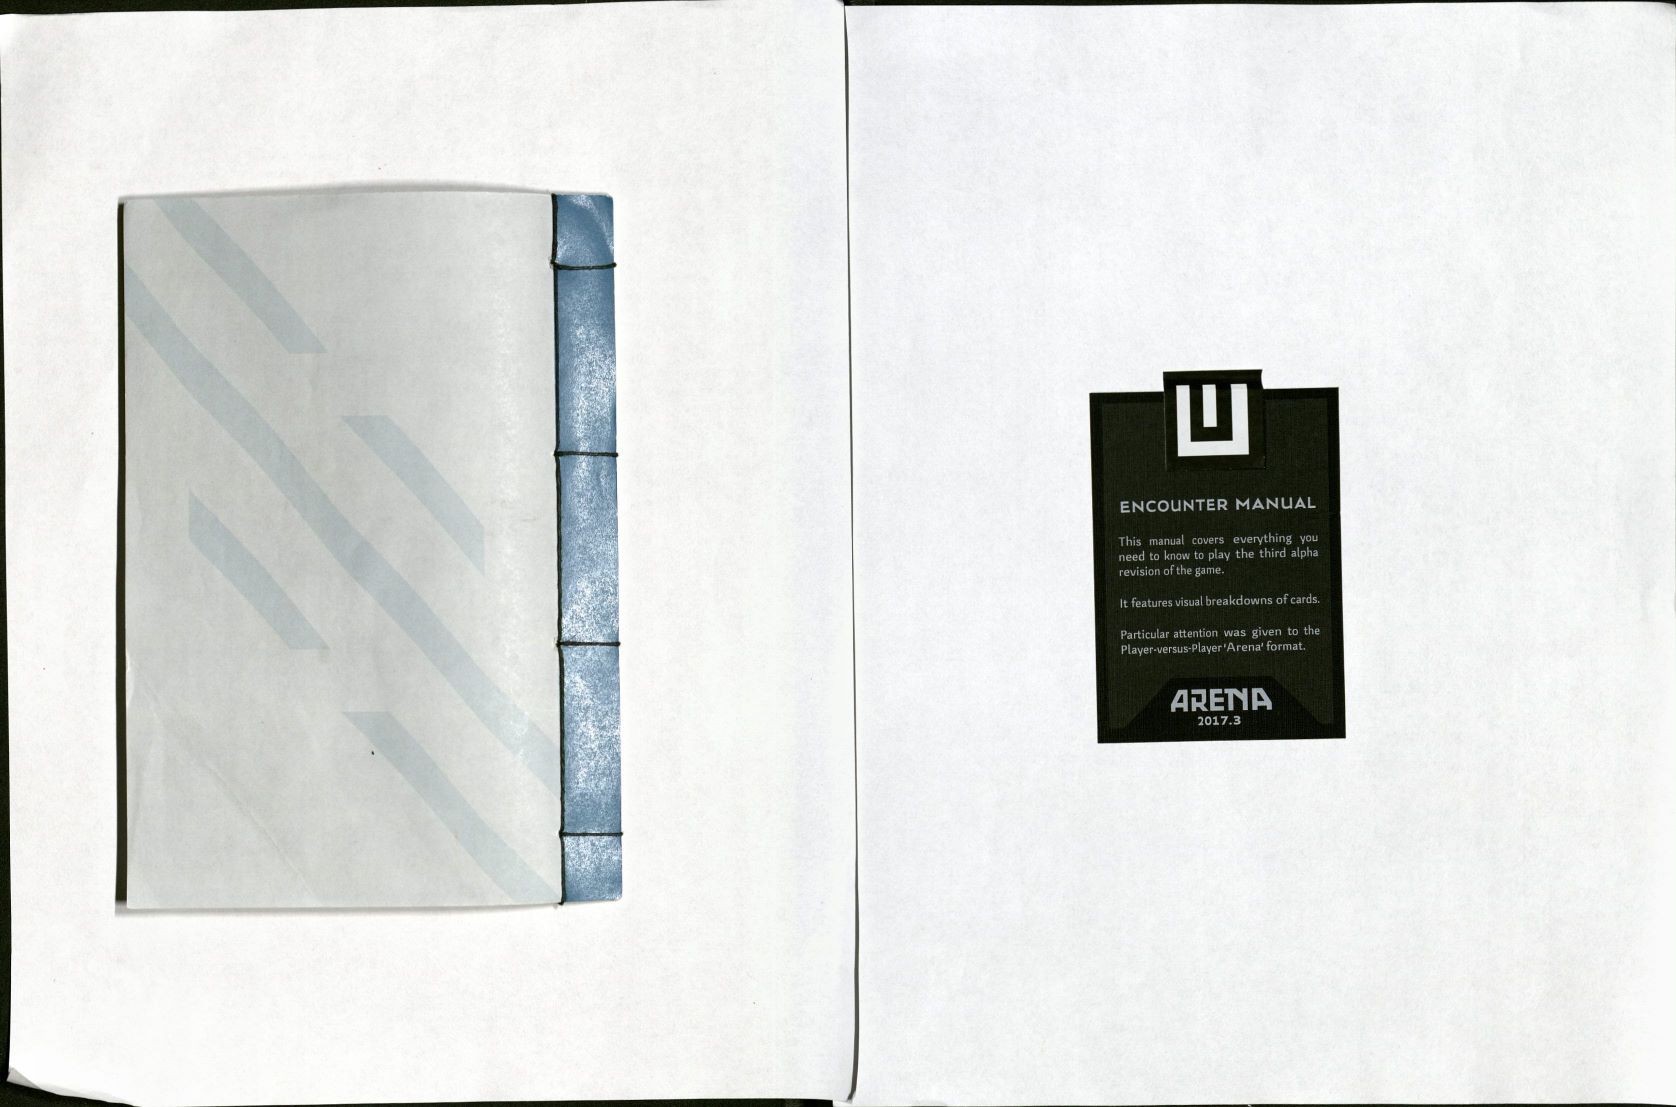 ENCOUNTER MANUAL
This manual covers everything you
need to know to play the third alpha
revision of the game.
It features visual breakdowns of cards.
Particular attention was given to the
Player-versus-Player 'Arena' format.
ARENA
2017.3